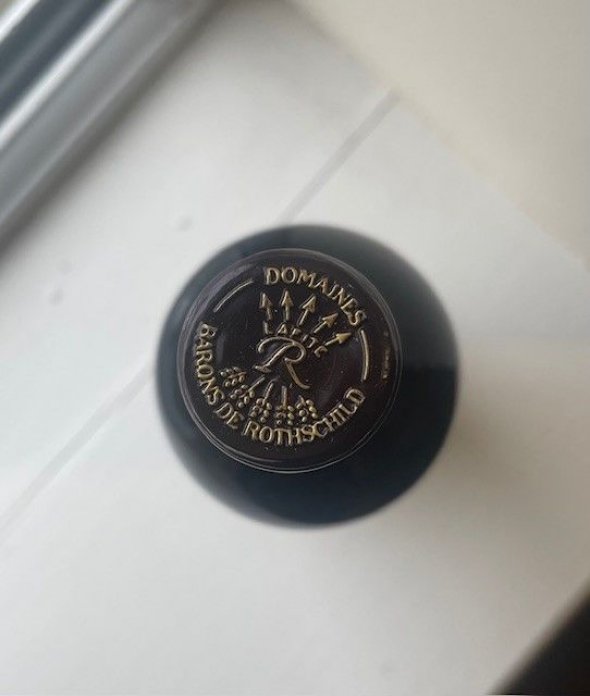 DOMAINES
LAFITE
R
BARONS DE ROTHSCHILD